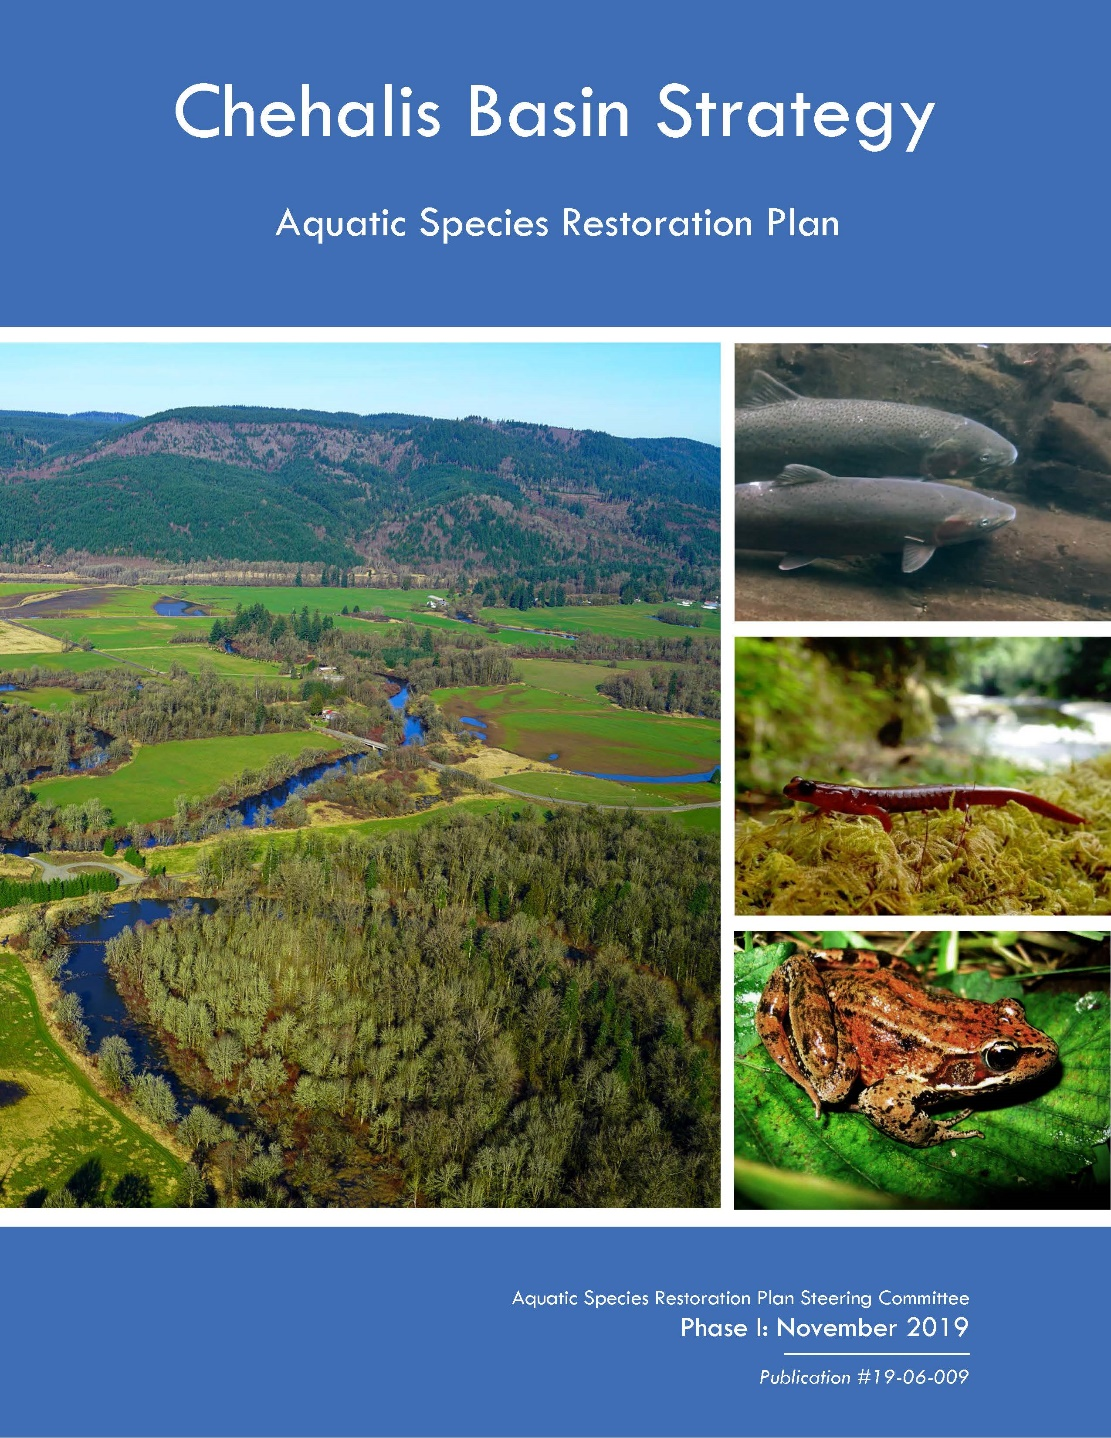 Chehalis Basin Strategy
Aquatic Species Restoration Plan
Aquatic Species Restoration Plan Steering Committee
Phase I: November 2019
Publication #19-06-009